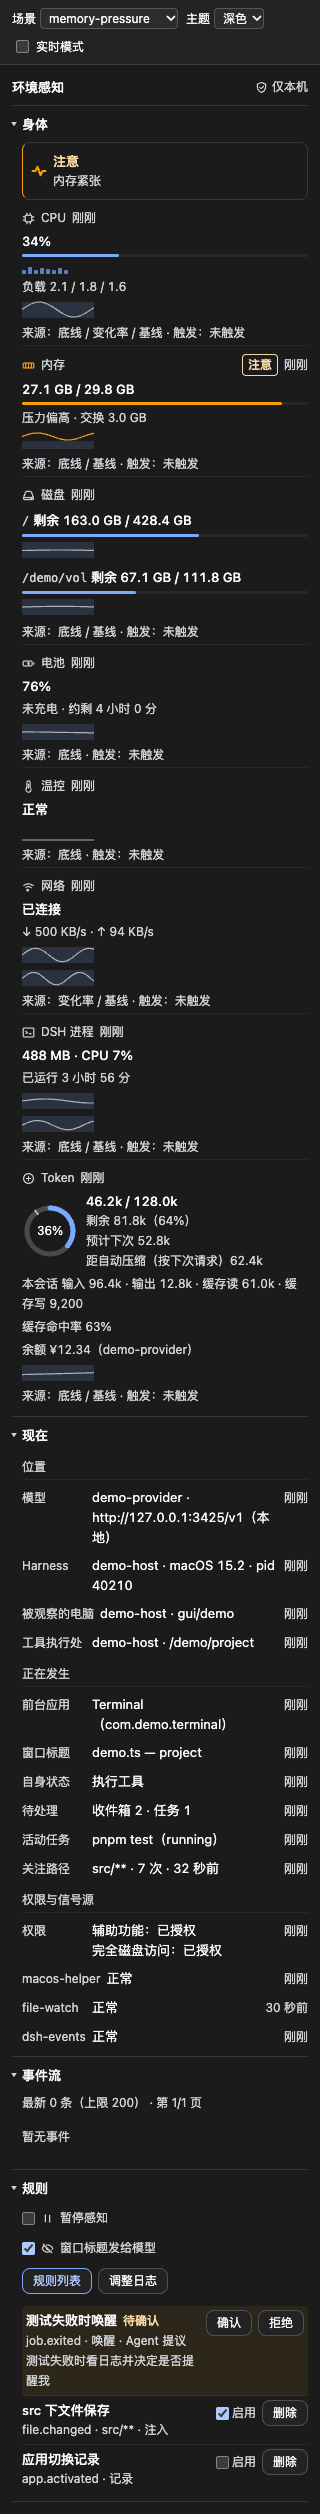 场景 memory-pressure 主题 深色
实时模式
环境感知 仅本机
身体
注意
内存紧张
CPU 刚刚
34%
负载 2.1 / 1.8 / 1.6
来源：底线 / 变化率 / 基线 · 触发：未触发
内存 注意 刚刚
27.1 GB / 29.8 GB
压力偏高 · 交换 3.0 GB
来源：底线 / 基线 · 触发：未触发
磁盘 刚刚
/ 剩余 163.0 GB / 428.4 GB
/demo/vol 剩余 67.1 GB / 111.8 GB
来源：底线 / 基线 · 触发：未触发
电池 刚刚
76%
未充电 · 约剩 4 小时 0 分
来源：底线 / 基线 · 触发：未触发
温控 刚刚
正常
来源：底线 · 触发：未触发
网络 刚刚
已连接
↓ 500 KB/s · ↑ 94 KB/s
来源：变化率 / 基线 · 触发：未触发
DSH 进程 刚刚
488 MB · CPU 7%
已运行 3 小时 56 分
来源：底线 / 基线 · 触发：未触发
Token 刚刚
36%
46.2k / 128.0k
剩余 81.8k（64%）
预计下次 52.8k
距自动压缩（按下次请求）62.4k
本会话 输入 96.4k · 输出 12.8k · 缓存读 61.0k · 缓
存写 9,200
缓存命中率 63%
余额 ¥12.34（demo-provider）
来源：底线 / 基线 · 触发：未触发
现在
位置
模型 demo-provider · 刚刚
http://127.0.0.1:3425/v1（本
地）
Harness demo-host · macOS 15.2 · pid 刚刚
40210
被观察的电脑 demo-host · gui/demo 刚刚
工具执行处 demo-host · /demo/project 刚刚
正在发生
前台应用 Terminal 刚刚
（com.demo.terminal）
窗口标题 demo.ts — project 刚刚
自身状态 执行工具 刚刚
待处理 收件箱 2 · 任务 1 刚刚
活动任务 pnpm test（running） 刚刚
关注路径 src/** · 7 次 · 32 秒前 刚刚
权限与信号源
权限 辅助功能：已授权 刚刚
完全磁盘访问：已授权
macos-helper 正常 刚刚
file-watch 正常 30 秒前
dsh-events 正常 刚刚
事件流
最新 0 条（上限 200） · 第 1/1 页
暂无事件
规则
暂停感知
窗口标题发给模型
规则列表 调整日志
测试失败时唤醒 待确认 确认 拒绝
job.exited · 唤醒 · Agent 提议
测试失败时看日志并决定是否提
醒我
src 下文件保存 启用 删除
file.changed · src/** · 注入
应用切换记录 启用 删除
app.activated · 记录